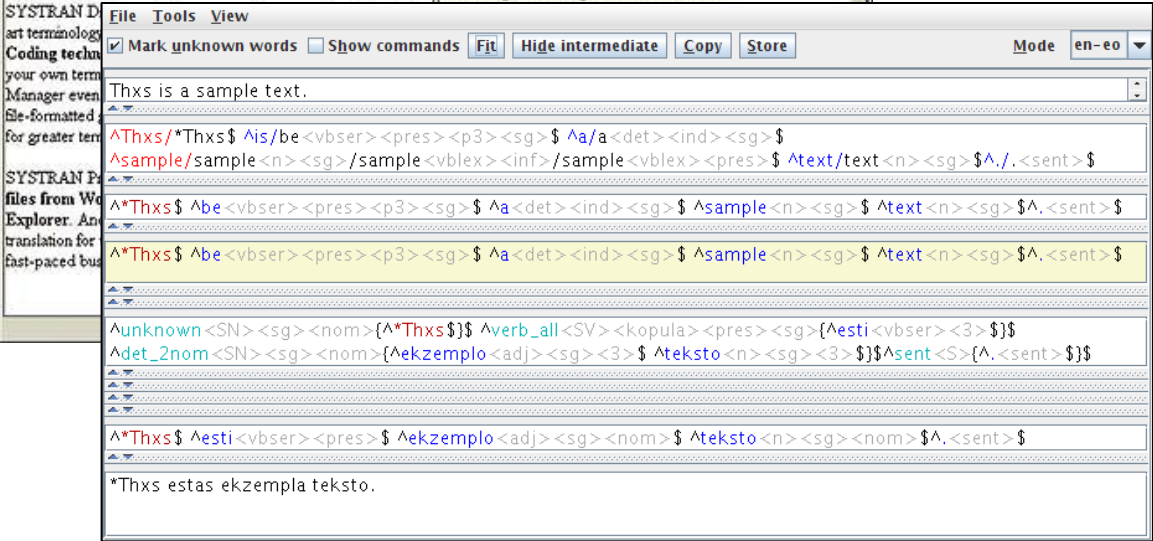 SYSTRAN D
art terminology
Coding techn
your own term
Manager even
file-formatted
for greater tern
SYSTRAN P
files from Wo
Explorer. And
translation for
fast-paced bus
File Tools View
Mark unknown words Show commands Fit Hide intermediate Copy Store Mode en-eo
Thxs is a sample text.
^Thxs/*Thxs$ ^is/be<vbser><pres><p3><sg>$ ^a/a<det><ind><sg>$
^sample/sample<n><sg>/sample<vblex><inf>/sample<vblex><pres>$ ^text/text<n><sg>$^./.<sent>$
^*Thxs$ ^be<vbser><pres><p3><sg>$ ^a<det><ind><sg>$ ^sample<n><sg>$ ^text<n><sg>$^.<sent>$
^*Thxs$ ^be<vbser><pres><p3><sg>$ ^a<det><ind><sg>$ ^sample<n><sg>$ ^text<n><sg>$^.<sent>$
^unknown<SN><sg><nom>{^*Thxs$}$ ^verb_all<SV><kopula><pres><sg>{^esti<vbser><3>$}$
^det_2nom<SN><sg><nom>{^ekzemplo<adj><sg><3>$ ^teksto<n><sg><3>$}$^sent<S>{^.<sent>$}$
^*Thxs$ ^esti<vbser><pres>$ ^ekzemplo<adj><sg><nom>$ ^teksto<n><sg><nom>$^.<sent>$
*Thxs estas ekzempla teksto.